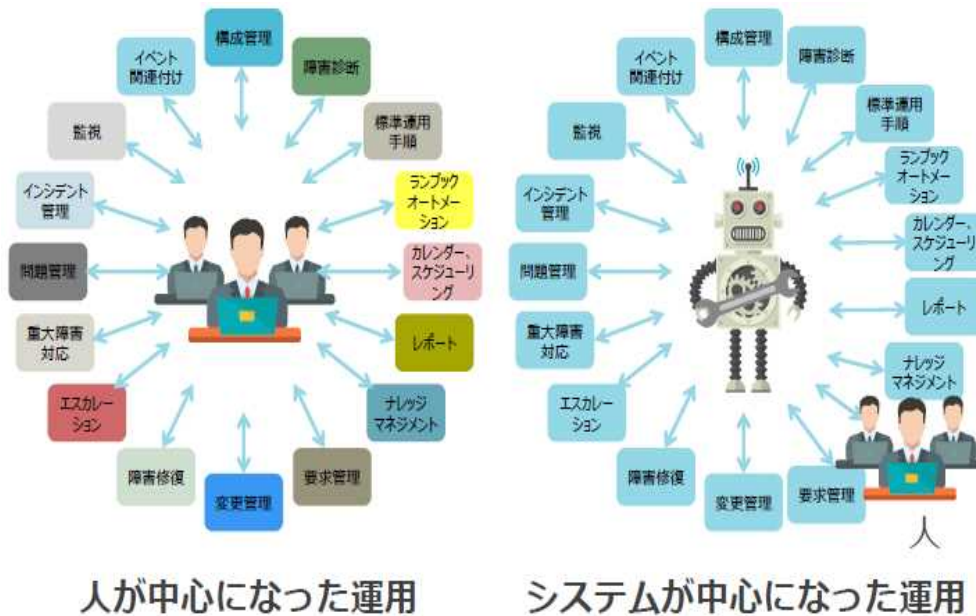 構成管理
イベント
関連付け
障害診断
監視
標準運用
手順
インシデント
管理
ランブック
オートメー
ション
問題管理
カレンダー、
スケジューリ
ング
重大障害
対応
レポート
エスカレー
ション
ナレッジ
マネジメント
障害修復
変更管理
要求管理
人が中心になった運用
構成管理
イベント
関連付け
障害診断
監視
標準運用
手順
インシデント
管理
ランブック
オートメー
ション
問題管理
カレンダー、
スケジューリ
ング
重大障害
対応
レポート
エスカレー
ション
ナレッジ
マネジメント
障害修復
変更管理
要求管理
人
システムが中心になった運用